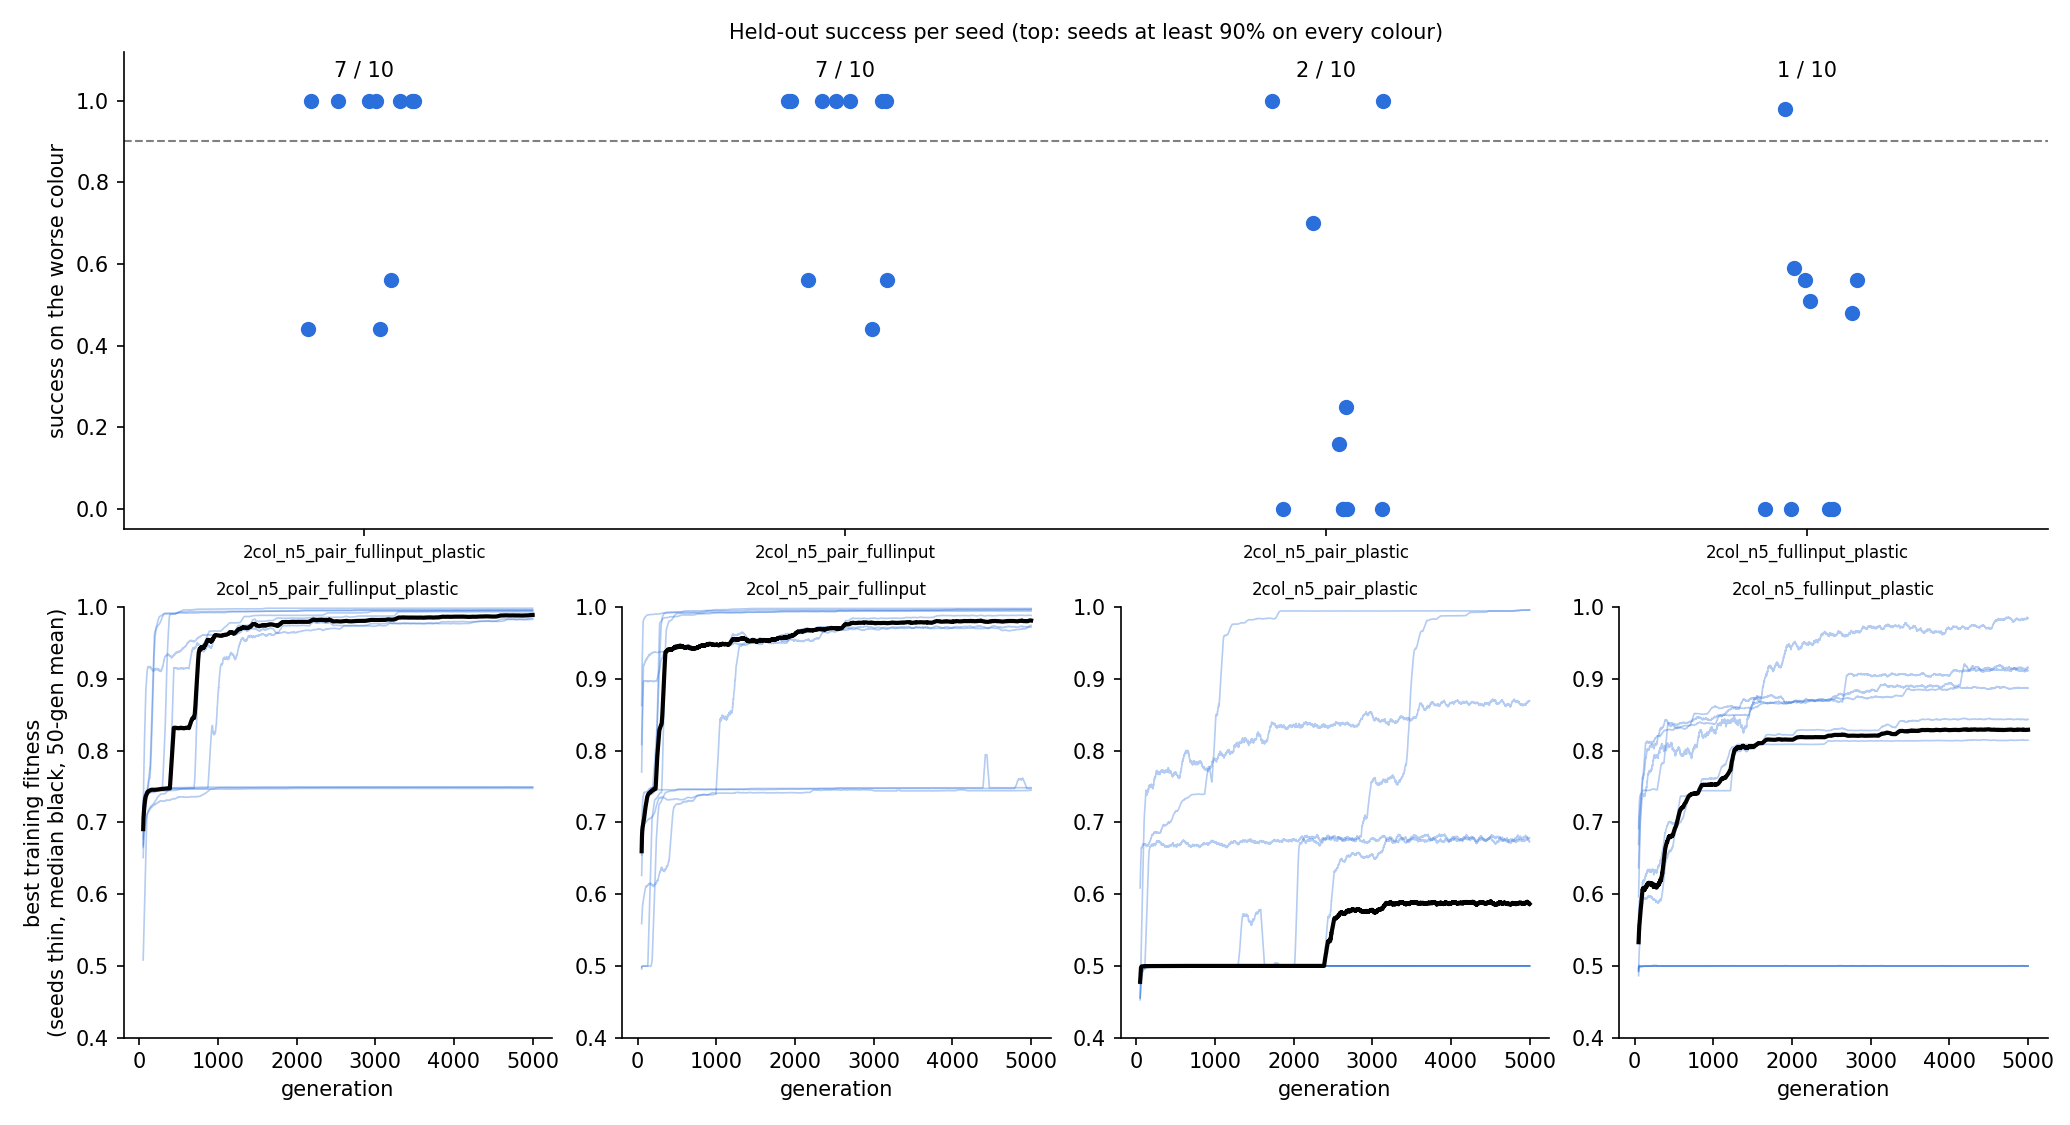 Held-out success per seed (top: seeds at least 90% on every colour)
7 / 10
7 / 10
2 / 10
1 / 10
success on the worse colour
1.0
0.8
0.6
0.4
0.2
0.0
2col_n5_pair_fullinput_plastic
2col_n5_pair_fullinput
2col_n5_pair_plastic
2col_n5_fullinput_plastic
2col_n5_pair_fullinput_plastic
best training fitness
(seeds thin, median black, 50-gen mean)
1.0
0.9
0.8
0.7
0.6
0.5
0.4
0 1000 2000 3000 4000 5000
generation
2col_n5_pair_fullinput
1.0
0.9
0.8
0.7
0.6
0.5
0.4
0 1000 2000 3000 4000 5000
generation
2col_n5_pair_plastic
1.0
0.9
0.8
0.7
0.6
0.5
0.4
0 1000 2000 3000 4000 5000
generation
2col_n5_fullinput_plastic
1.0
0.9
0.8
0.7
0.6
0.5
0.4
0 1000 2000 3000 4000 5000
generation